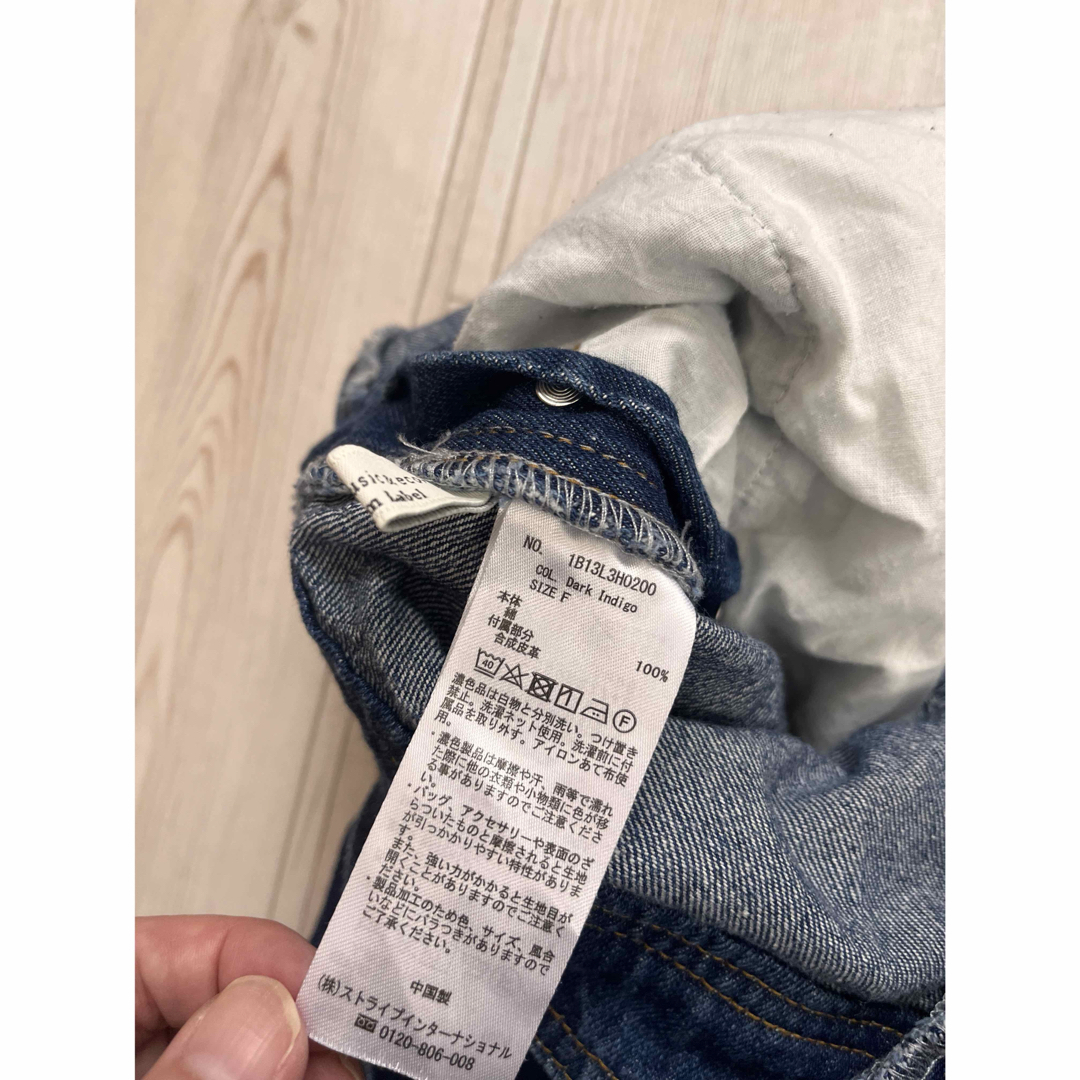 usic&eco
m Label
NO. 1B13L3H0200
COL. Dark Indigo
SIZE F
本体
綿 100%
付属部分
合成皮革
40 F
濃色品は白物と分別洗い。つけ置き
禁止。洗濯ネット使用。洗濯前に付
属品を取り外す。アイロンあて布使
用。
・濃色製品は摩擦や汗、雨等で濡れ
た際に他の衣類や小物類に色が移
る事がありますのでご注意くださ
い。
・バッグ、アクセサリーや表面のざ
らついたものと摩擦されると生地
が引っかかりやすい特性がありま
す。
また、強い力がかかると生地目が
開くことがありますのでご注意く
ださい。
・製品加工のため色、サイズ、風合
いなどにバラつきがありますので
ご了承ください。
中国製
(株)ストライプインターナショナル
0120-806-008